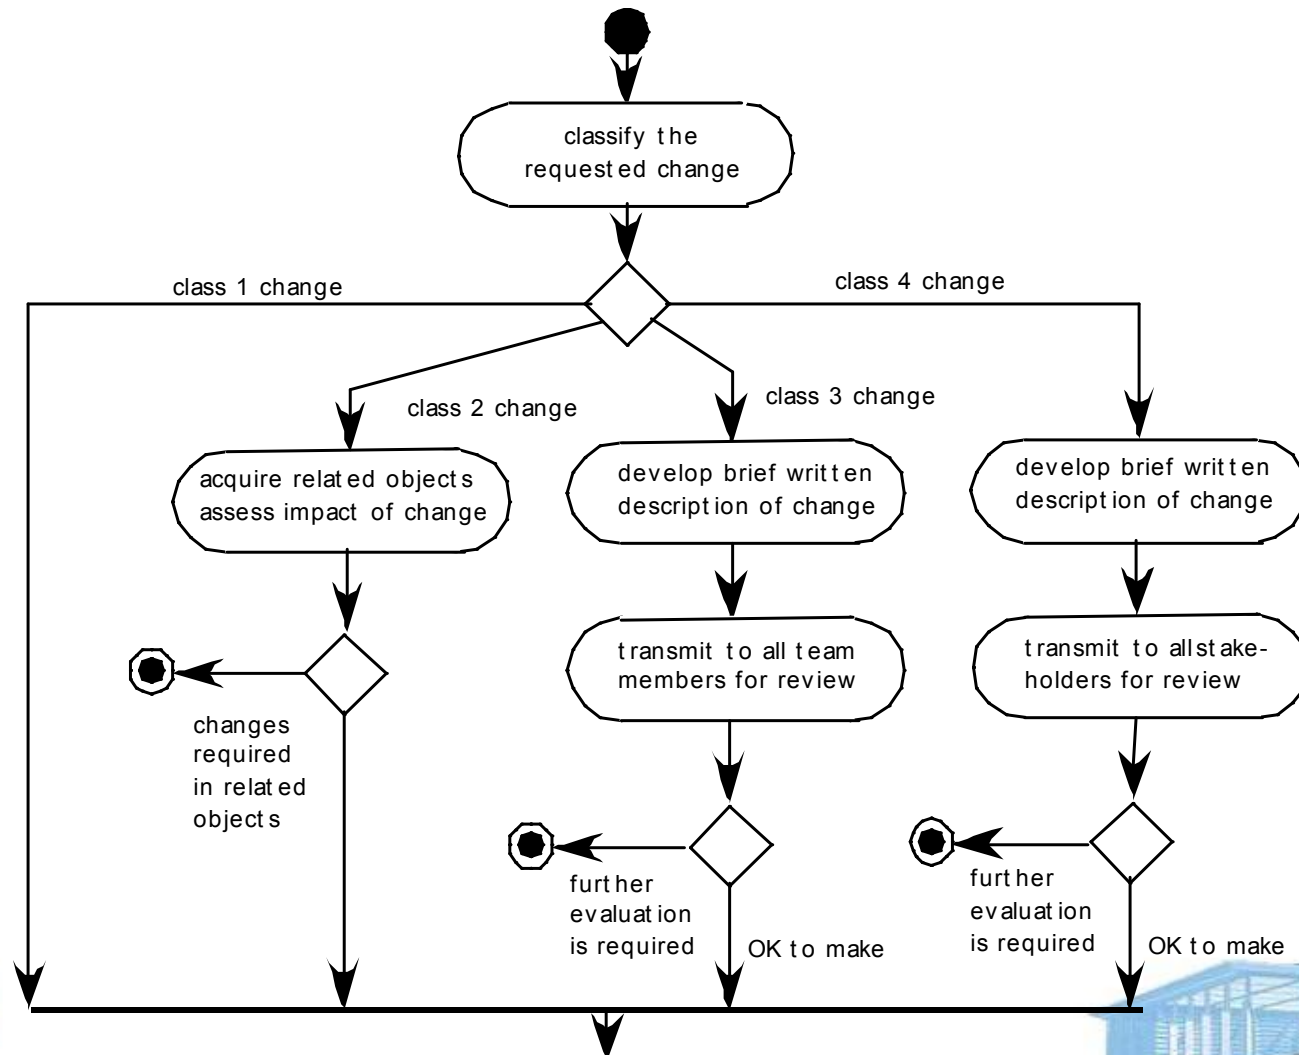 classify the
requested change
class 1 change
class 4 change
class 2 change
class 3 change
acquire related objects
assess impact of change
develop brief written
description of change
develop brief written
description of change
transmit to all team
members for review
transmit to allstake-
holders for review
changes
required
in related
objects
further
evaluation
is required
OK to make
further
evaluation
is required
OK to make